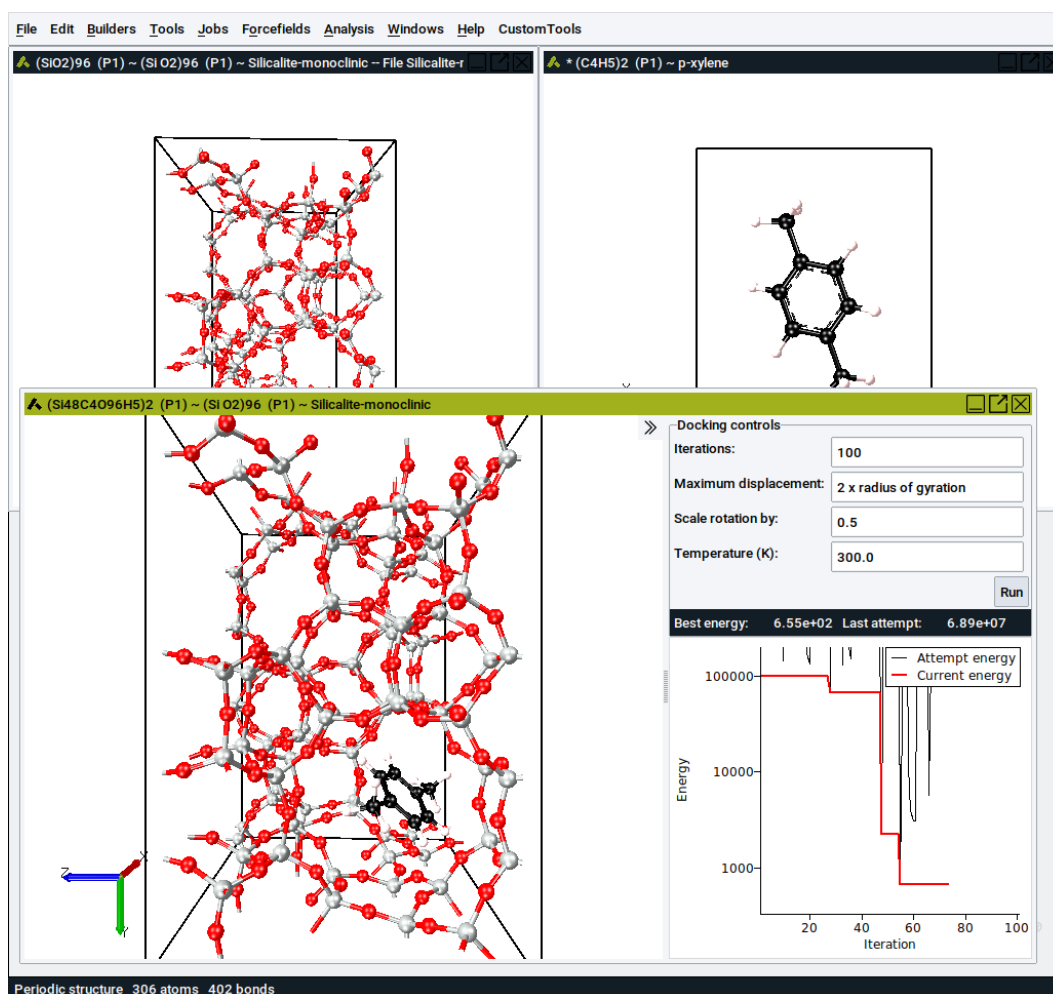 File Edit Builders Tools Jobs Forcefields Analysis Windows Help CustomTools
(SiO2)96 (P1) ~ (Si O2)96 (P1) ~ Silicalite-monoclinic -- File Silicalite-r
* (C4H5)2 (P1) ~ p-xylene
(Si48C4O96H5)2 (P1) ~ (Si O2)96 (P1) ~ Silicalite-monoclinic
Docking controls
Iterations: 100
Maximum displacement: 2 x radius of gyration
Scale rotation by: 0.5
Temperature (K): 300.0
Run
Best energy: 6.55e+02 Last attempt: 6.89e+07
Attempt energy
Current energy
100000
10000
1000
Energy
20 40 60 80 100
Iteration
Z
X
Y
Periodic structure 306 atoms 402 bonds